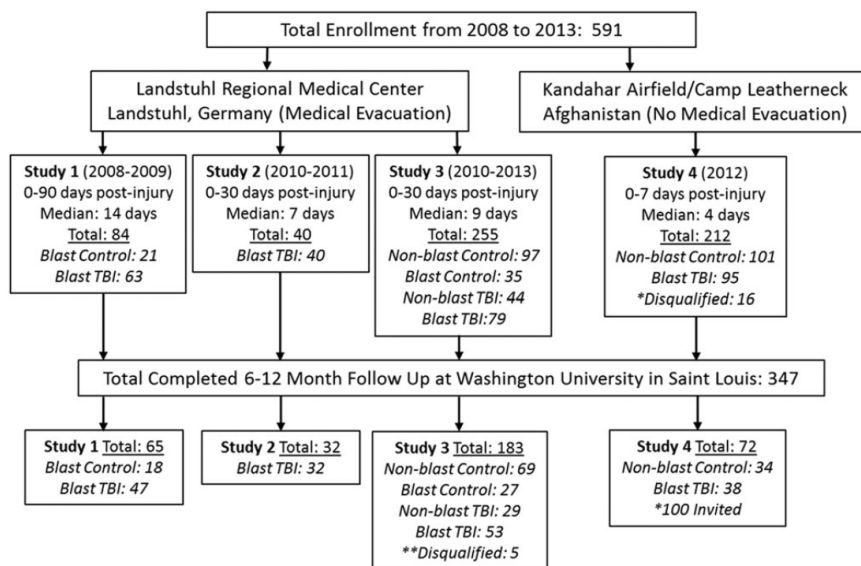 Total Enrollment from 2008 to 2013: 591
Landstuhl Regional Medical Center
Landstuhl, Germany (Medical Evacuation)
Kandahar Airfield/Camp Leatherneck
Afghanistan (No Medical Evacuation)
Study 1 (2008-2009)
0-90 days post-injury
Median: 14 days
Total: 84
Blast Control: 21
Blast TBI: 63
Study 2 (2010-2011)
0-30 days post-injury
Median: 7 days
Total: 40
Blast TBI: 40
Study 3 (2010-2013)
0-30 days post-injury
Median: 9 days
Total: 255
Non-blast Control: 97
Blast Control: 35
Non-blast TBI: 44
Blast TBI:79
Study 4 (2012)
0-7 days post-injury
Median: 4 days
Total: 212
Non-blast Control: 101
Blast TBI: 95
*Disqualified: 16
Total Completed 6-12 Month Follow Up at Washington University in Saint Louis: 347
Study 1 Total: 65
Blast Control: 18
Blast TBI: 47
Study 2 Total: 32
Blast TBI: 32
Study 3 Total: 183
Non-blast Control: 69
Blast Control: 27
Non-blast TBI: 29
Blast TBI: 53
**Disqualified: 5
Study 4 Total: 72
Non-blast Control: 34
Blast TBI: 38
*100 Invited